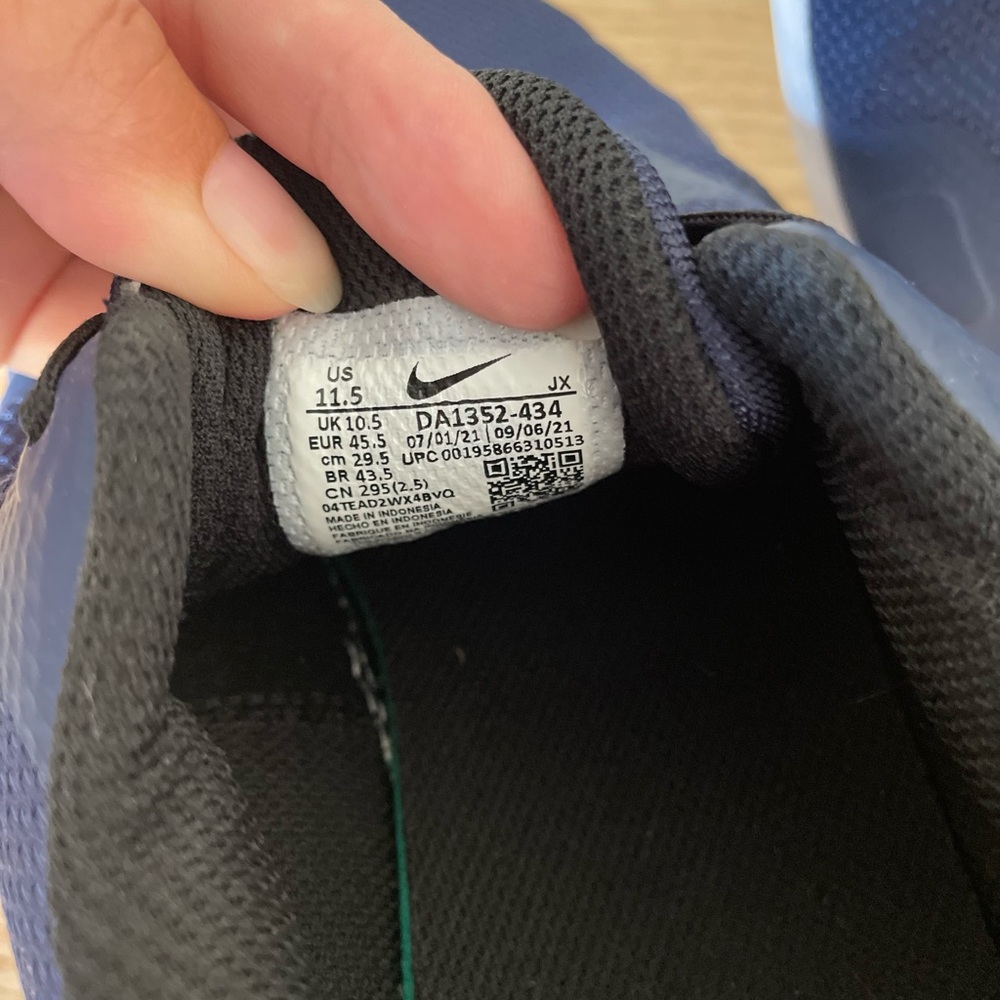 US
11.5
JX
UK 10.5
DA1352-434
EUR 45.5
07/01/21 | 09/06/21
cm 29.5
UPC 00195866310513
BR 43.5
CN 295(2.5)
04TEAD2WX4BVQ
MADE IN INDONESIA
HECHO EN INDONESIA
FABRIQUE EN INDONESIE